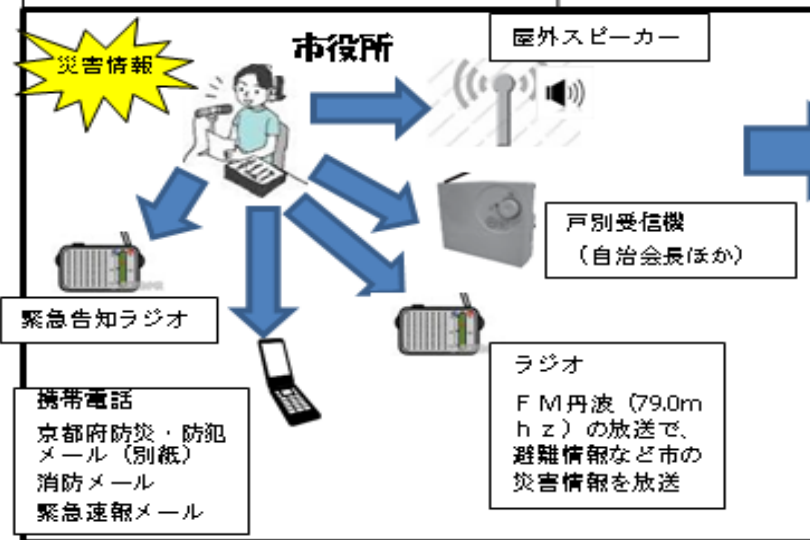 災害情報
市役所
屋外スピーカー
戸別受信機
（自治会長ほか）
緊急告知ラジオ
携帯電話
京都府防災・防犯
メール（別紙）
消防メール
緊急速報メール
ラジオ
ＦＭ丹波（79.0m
ｈｚ）の放送で、
避難情報など市の
災害情報を放送